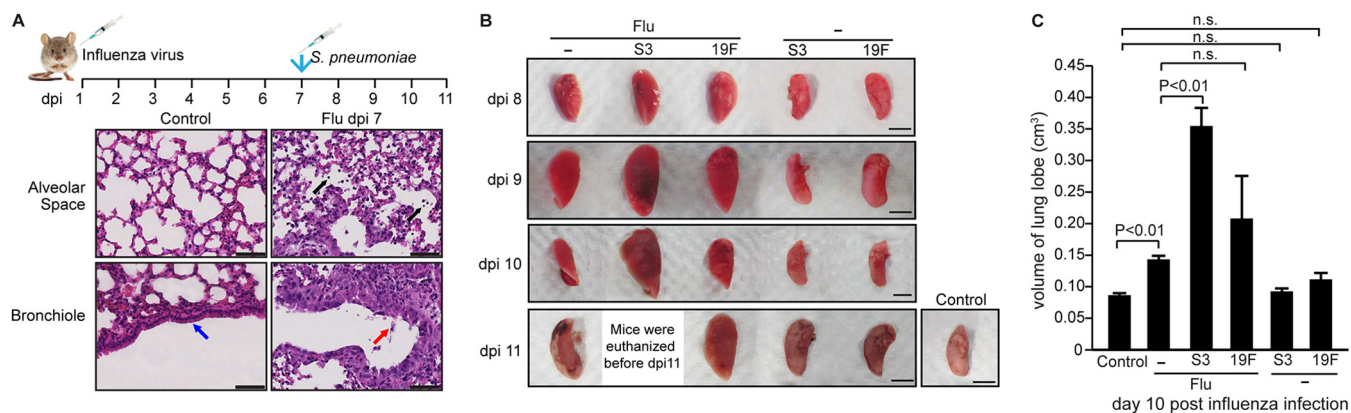 A
Influenza virus
S. pneumoniae
dpi 1 2 3 4 5 6 7 8 9 10 11
Control Flu dpi 7
Alveolar
Space
Bronchiole
B
Flu –
– S3 19F S3 19F
dpi 8
dpi 9
dpi 10
Control
dpi 11
Mice were
euthanized
before dpi11
C
n.s.
n.s.
n.s.
P<0.01
P<0.01
volume of lung lobe (cm³)
0.45
0.40
0.35
0.30
0.25
0.20
0.15
0.10
0.05
0
Control – S3 19F S3 19F
Flu –
day 10 post influenza infection